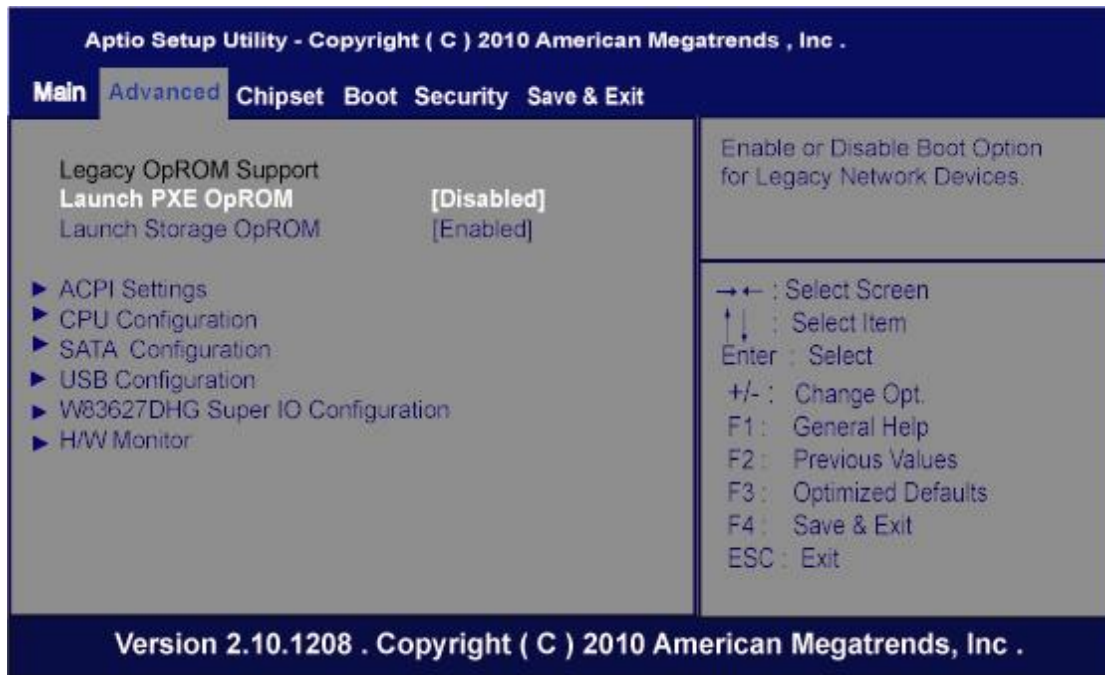 Aptio Setup Utility - Copyright ( C ) 2010 American Megatrends , Inc .
Main Advanced Chipset Boot Security Save & Exit
Legacy OpROM Support
Launch PXE OpROM [Disabled]
Launch Storage OpROM [Enabled]
► ACPI Settings
► CPU Configuration
► SATA Configuration
► USB Configuration
► W83627DHG Super IO Configuration
► H/W Monitor
Enable or Disable Boot Option
for Legacy Network Devices.
→← : Select Screen
↑↓ : Select Item
Enter : Select
+/- : Change Opt.
F1 : General Help
F2 : Previous Values
F3 : Optimized Defaults
F4 : Save & Exit
ESC : Exit
Version 2.10.1208 . Copyright ( C ) 2010 American Megatrends, Inc .